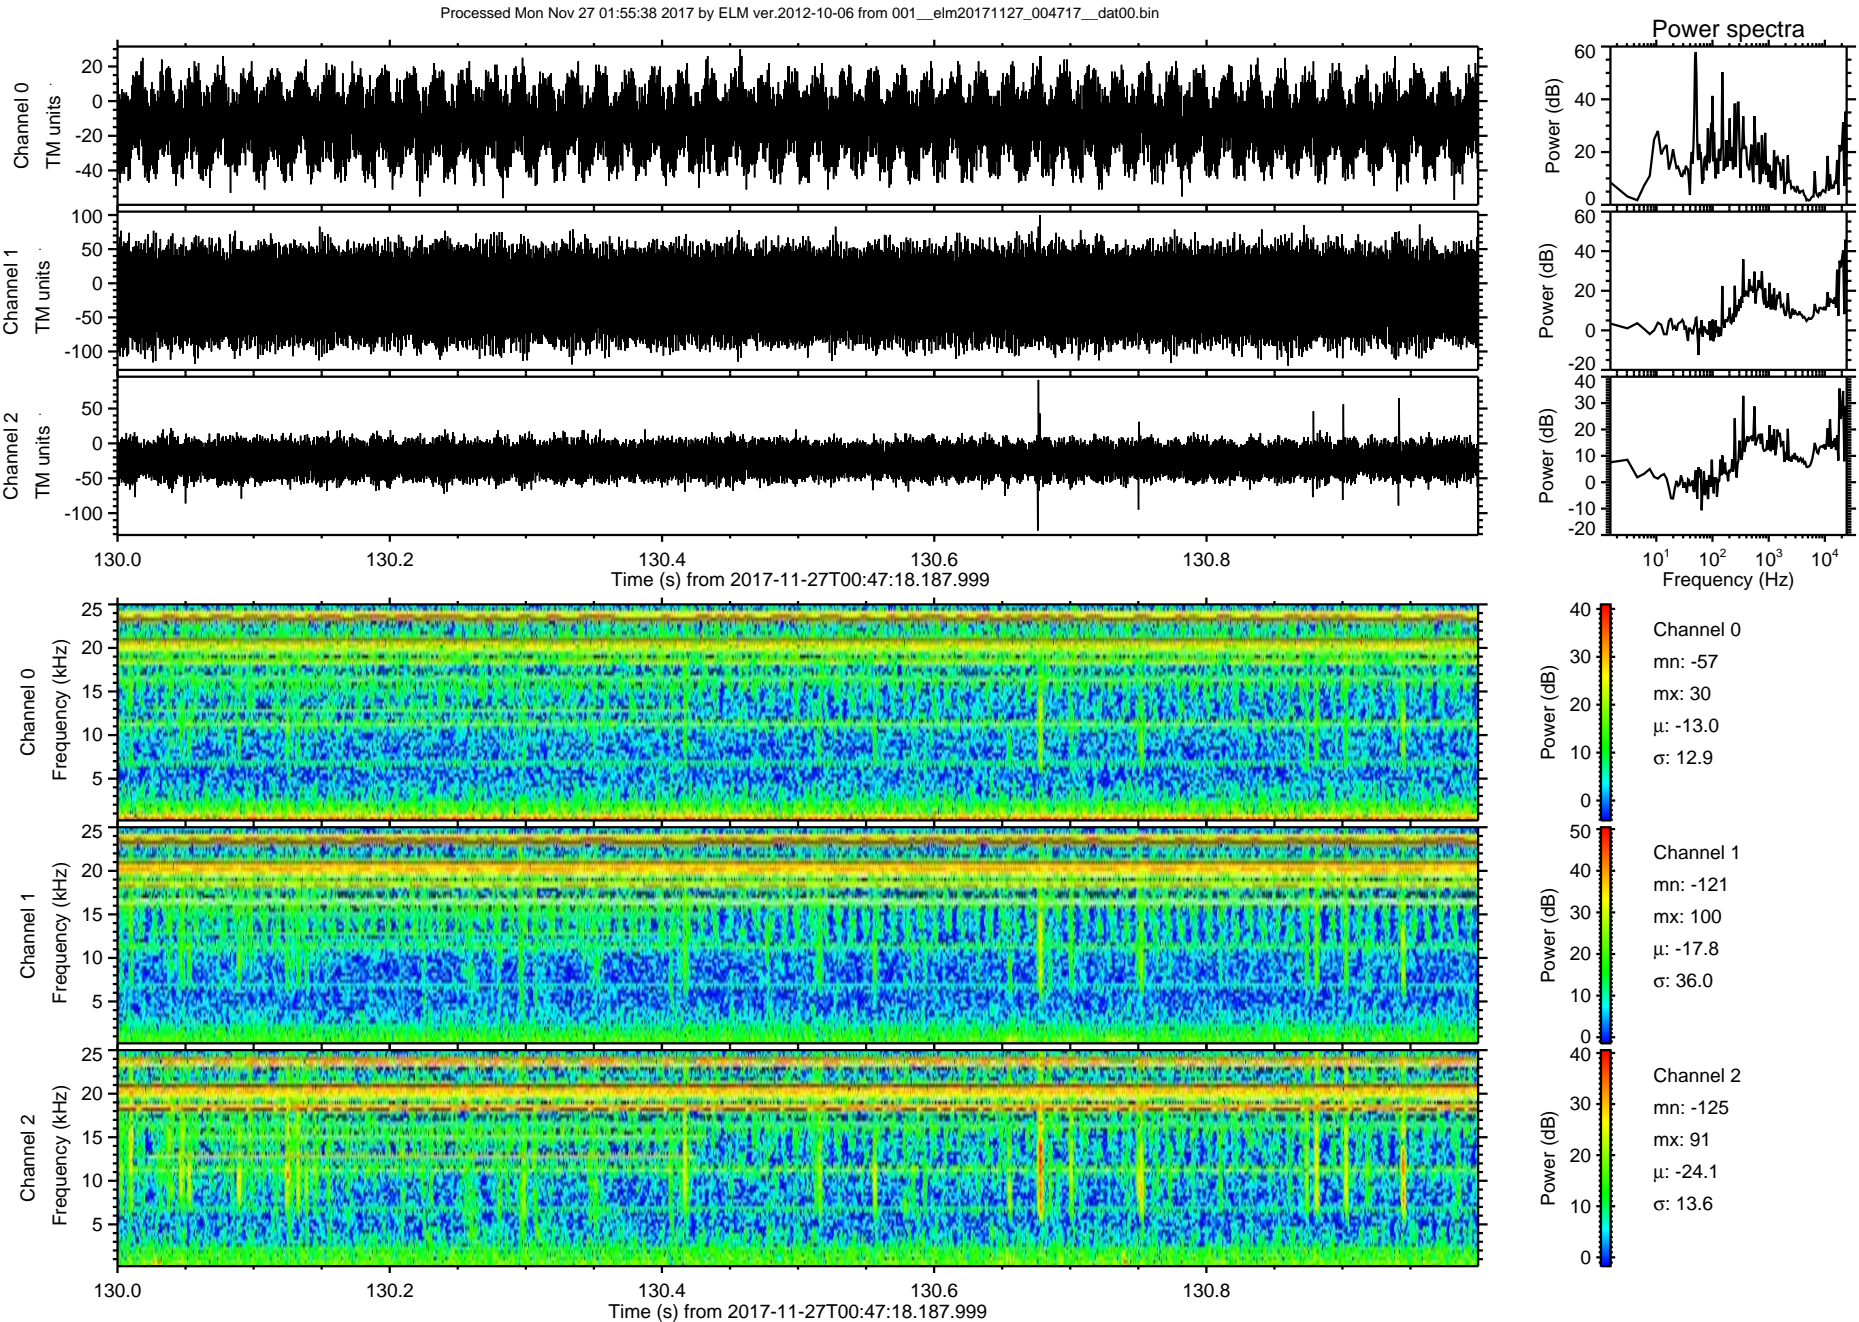 Processed Mon Nov 27 01:55:38 2017 by ELM ver.2012-10-06 from 001__elm20171127_004717__dat00.bin
Power spectra
Channel 0
TM units
20
0
-20
-40
Power (dB)
60
40
20
0
Channel 1
TM units
100
50
0
-50
-100
Power (dB)
60
40
20
0
-20
Channel 2
TM units
50
0
-50
-100
Power (dB)
40
30
20
10
0
-10
-20
130.0 130.2 130.4 130.6 130.8
Time (s) from 2017-11-27T00:47:18.187.999
10¹ 10² 10³ 10⁴
Frequency (Hz)
Channel 0
Frequency (kHz)
25
20
15
10
5
Power (dB)
40
30
20
10
0
Channel 0
mn: -57
mx: 30
μ: -13.0
σ: 12.9
Channel 1
Frequency (kHz)
25
20
15
10
5
Power (dB)
50
40
30
20
10
0
Channel 1
mn: -121
mx: 100
μ: -17.8
σ: 36.0
Channel 2
Frequency (kHz)
25
20
15
10
5
Power (dB)
40
30
20
10
0
Channel 2
mn: -125
mx: 91
μ: -24.1
σ: 13.6
130.0 130.2 130.4 130.6 130.8
Time (s) from 2017-11-27T00:47:18.187.999